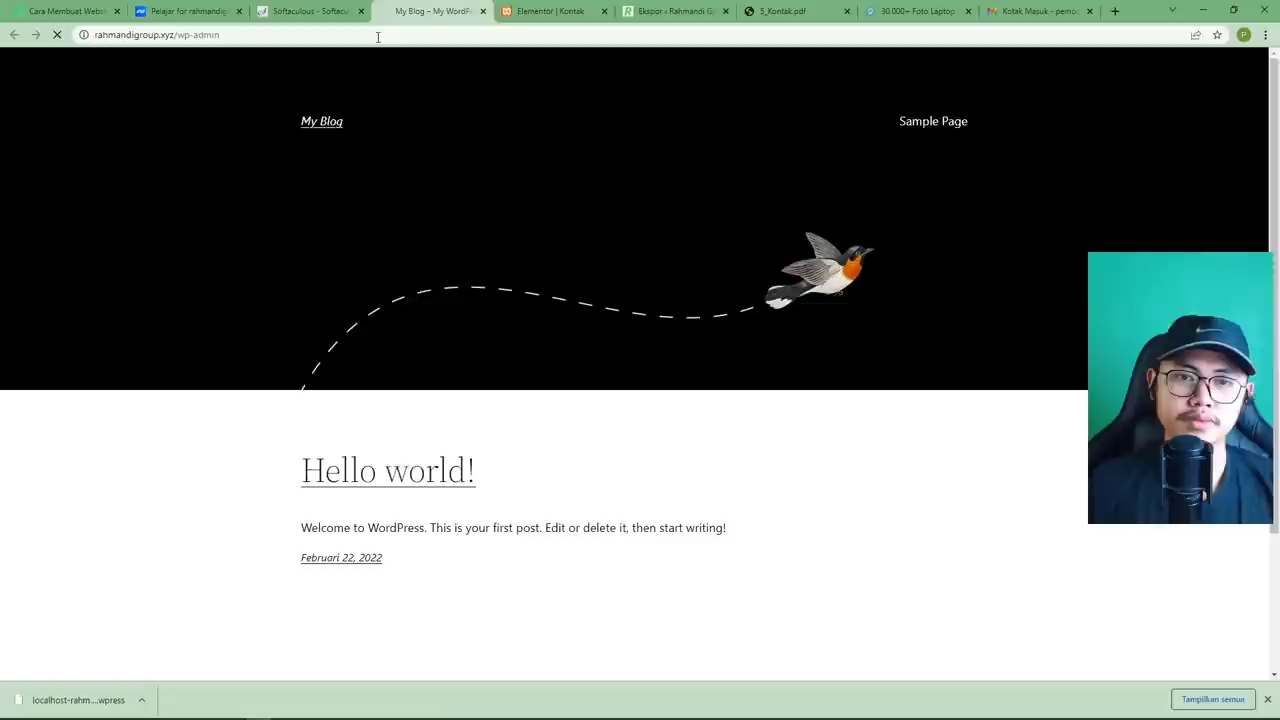 Cara Membuat Webs
Pelajar for rahmandig
Softaculous - Softacu
My Blog – My WordPr
Elementor | Kontak
Ekspor ‹ Rahmandi G
5_Kontak.pdf
30.000+ Foto Laptop
Kotak Masuk - pemo
rahmandigroup.xyz/wp-admin
P
My Blog
Sample Page
Hello world!
Welcome to WordPress. This is your first post. Edit or delete it, then start writing!
Februari 22, 2022
localhost-rahm....wpress
Tampilkan semua